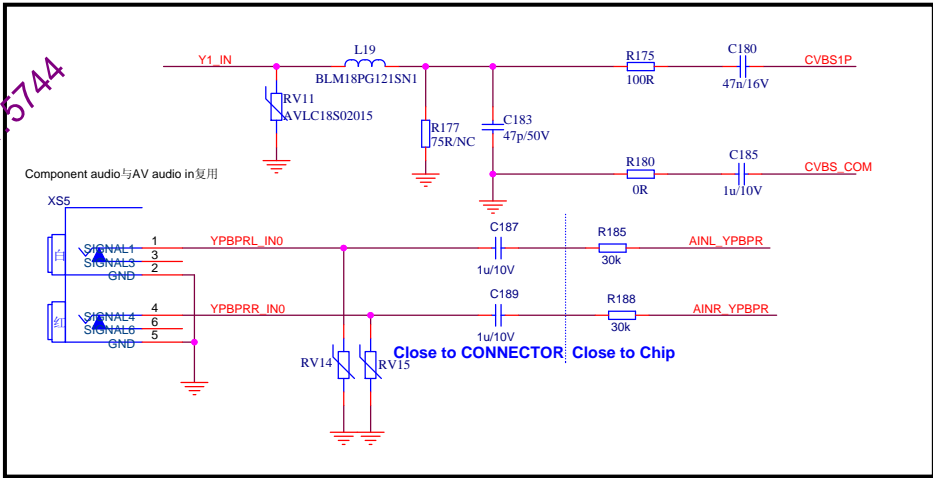 L19
C180
Y1_IN
R175
CVBS1P
BLM18PG121SN1
100R
47n/16V
RV11
AVLC18S02015
C183
R177
75R/NC
47p/50V
5744
C185
R180
CVBS_COM
Component audio与AV audio in复用
0R
1u/10V
XS5
C187
R185
白
SIGNAL1
1
YPBPRL_IN0
AINL_YPBPR
SIGNAL3
3
GND
2
1u/10V
30k
C189
R188
红
SIGNAL4
4
YPBPRR_IN0
AINR_YPBPR
SIGNAL6
6
GND
5
1u/10V
30k
Close to CONNECTOR
Close to Chip
RV14
RV15